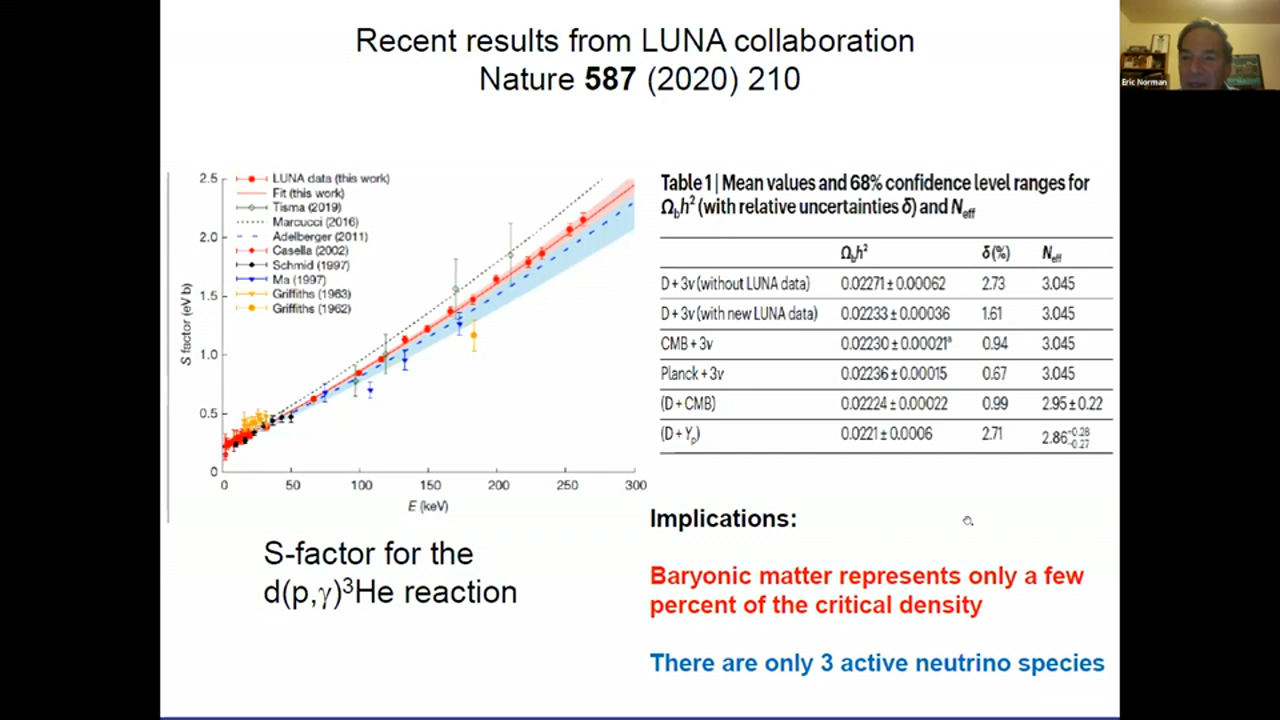 Recent results from LUNA collaboration
Nature 587 (2020) 210
Eric Norman
2.5
2.0
1.5
1.0
0.5
0
S factor (eV b)
LUNA data (this work)
Fit (this work)
Tisma (2019)
Marcucci (2016)
Adelberger (2011)
Casella (2002)
Schmid (1997)
Ma (1997)
Griffiths (1963)
Griffiths (1962)
0 50 100 150 200 250 300
E (keV)
S-factor for the
d(p,γ)³He reaction
Table 1 | Mean values and 68% confidence level ranges for
Ωbh² (with relative uncertainties δ) and Neff
Ωbh² δ(%) Neff
D + 3ν (without LUNA data) 0.02271 ± 0.00062 2.73 3.045
D + 3ν (with new LUNA data) 0.02233 ± 0.00036 1.61 3.045
CMB + 3ν 0.02230 ± 0.00021ᵃ 0.94 3.045
Planck + 3ν 0.02236 ± 0.00015 0.67 3.045
(D + CMB) 0.02224 ± 0.00022 0.99 2.95 ± 0.22
(D + Yp) 0.0221 ± 0.0006 2.71 2.86+0.28−0.27
Implications:
Baryonic matter represents only a few
percent of the critical density
There are only 3 active neutrino species